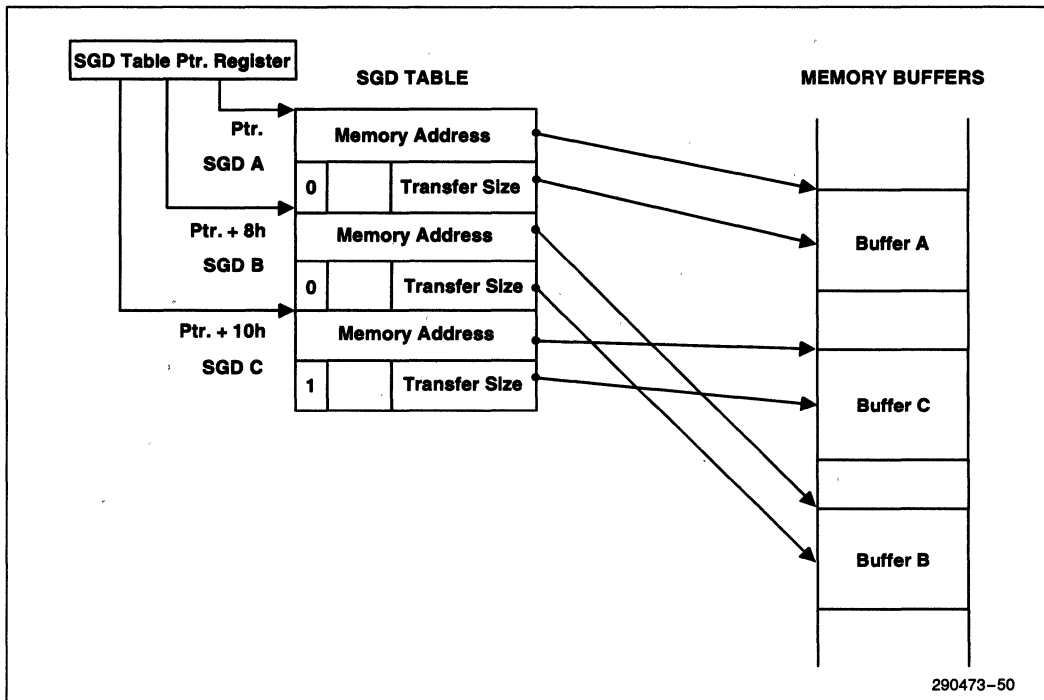 SGD Table Ptr. Register
SGD TABLE
MEMORY BUFFERS
Ptr.
SGD A
Memory Address
0
Transfer Size
Ptr. + 8h
SGD B
Memory Address
0
Transfer Size
Ptr. + 10h
SGD C
Memory Address
1
Transfer Size
Buffer A
Buffer C
Buffer B
290473–50